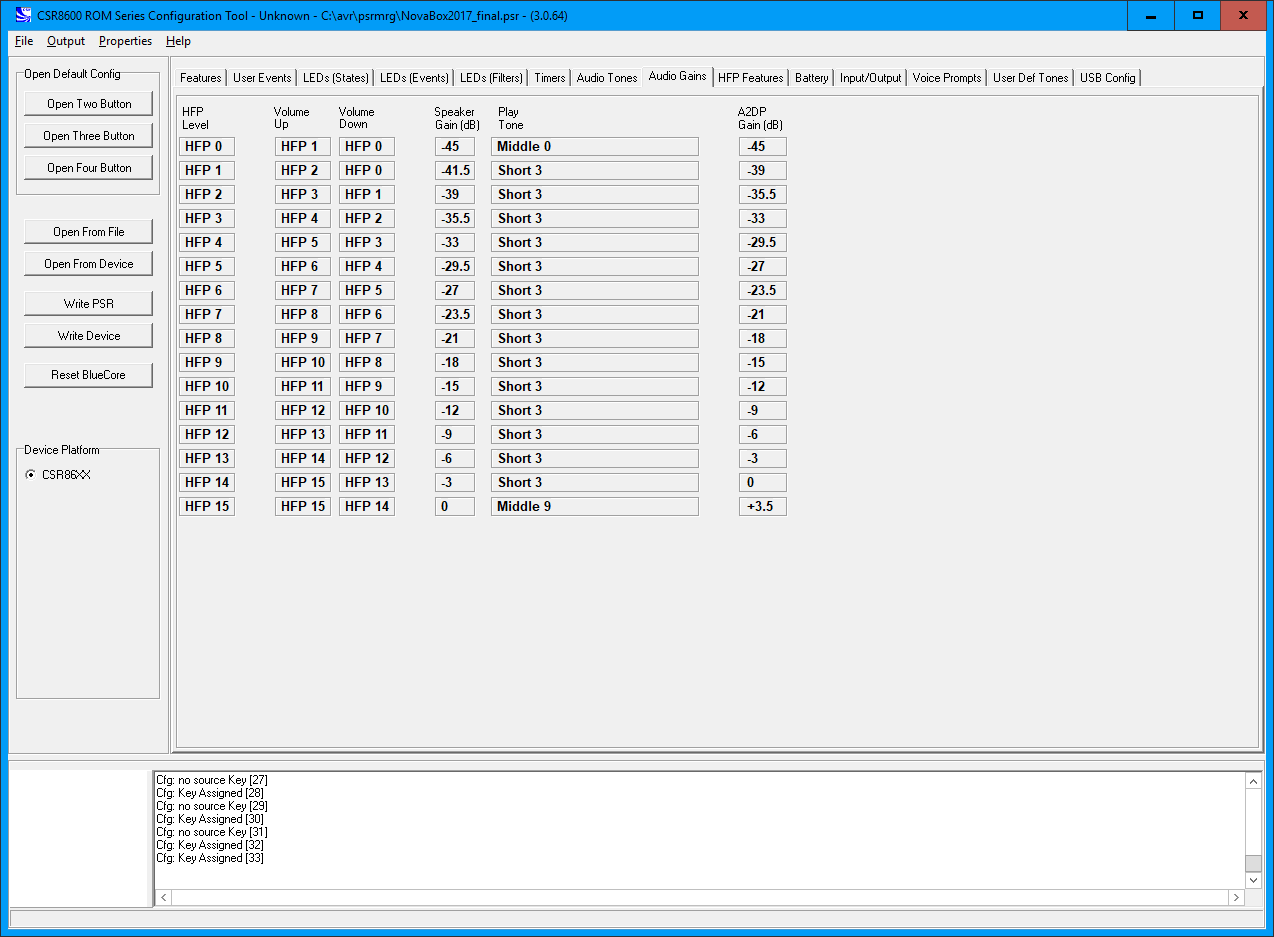 CSR8600 ROM Series Configuration Tool - Unknown - C:\avr\psrmrg\NovaBox2017_final.psr - (3.0.64)
File Output Properties Help
Open Default Config
Open Two Button
Open Three Button
Open Four Button
Open From File
Open From Device
Write PSR
Write Device
Reset BlueCore
Device Platform
CSR86XX
Features User Events LEDs (States) LEDs (Events) LEDs (Filters) Timers Audio Tones Audio Gains HFP Features Battery Input/Output Voice Prompts User Def Tones USB Config
HFP Volume Volume Speaker Play A2DP
Level Up Down Gain (dB) Tone Gain (dB)
HFP 0 HFP 1 HFP 0 -45 Middle 0 -45
HFP 1 HFP 2 HFP 0 -41.5 Short 3 -39
HFP 2 HFP 3 HFP 1 -39 Short 3 -35.5
HFP 3 HFP 4 HFP 2 -35.5 Short 3 -33
HFP 4 HFP 5 HFP 3 -33 Short 3 -29.5
HFP 5 HFP 6 HFP 4 -29.5 Short 3 -27
HFP 6 HFP 7 HFP 5 -27 Short 3 -23.5
HFP 7 HFP 8 HFP 6 -23.5 Short 3 -21
HFP 8 HFP 9 HFP 7 -21 Short 3 -18
HFP 9 HFP 10 HFP 8 -18 Short 3 -15
HFP 10 HFP 11 HFP 9 -15 Short 3 -12
HFP 11 HFP 12 HFP 10 -12 Short 3 -9
HFP 12 HFP 13 HFP 11 -9 Short 3 -6
HFP 13 HFP 14 HFP 12 -6 Short 3 -3
HFP 14 HFP 15 HFP 13 -3 Short 3 0
HFP 15 HFP 15 HFP 14 0 Middle 9 +3.5
Cfg: no source Key [27]
Cfg: Key Assigned [28]
Cfg: no source Key [29]
Cfg: Key Assigned [30]
Cfg: no source Key [31]
Cfg: Key Assigned [32]
Cfg: Key Assigned [33]